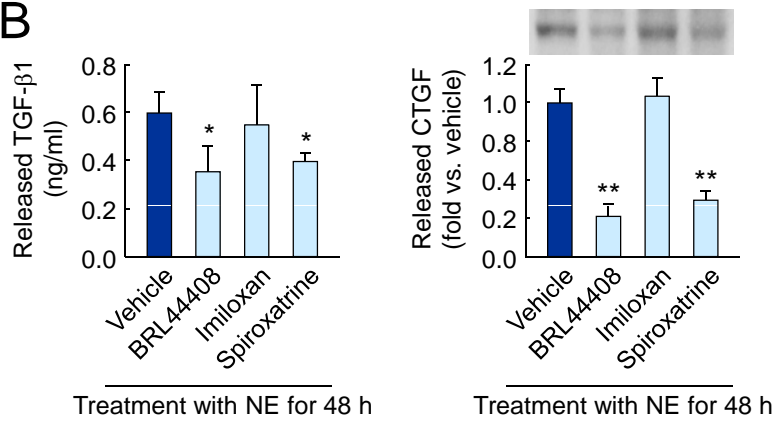 B
Released TGF-β1
(ng/ml)
0.8
0.6
0.4
0.2
0.0
*
*
Vehicle
BRL44408
Imiloxan
Spiroxatrine
Treatment with NE for 48 h
Released CTGF
(fold vs. vehicle)
1.2
1.0
0.8
0.4
0.2
0.0
**
**
Vehicle
BRL44408
Imiloxan
Spiroxatrine
Treatment with NE for 48 h